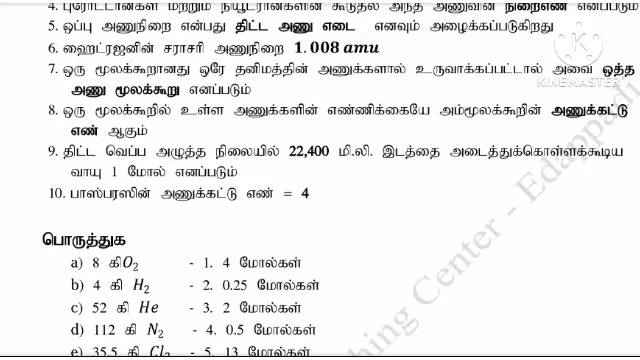 4. புரோட்டான்கள் மற்றும் நியூட்ரான்களின் கூடுதல் அந்த அணுவின் நிறைஎண் எனப்படும்
5. ஒப்பு அணுநிறை என்பது திட்ட அணு எடை எனவும் அழைக்கப்படுகிறது
6. ஹைட்ரஜனின் சராசரி அணுநிறை 1.008 amu
7. ஒரு மூலக்கூறானது ஒரே தனிமத்தின் அணுக்களால் உருவாக்கப்பட்டால் அவை ஒத்த
அணு மூலக்கூறு எனப்படும்
KINEMASTER
8. ஒரு மூலக்கூறில் உள்ள அணுக்களின் எண்ணிக்கையே அம்மூலக்கூறின் அணுக்கட்டு
எண் ஆகும்
9. திட்ட வெப்ப அழுத்த நிலையில் 22,400 மி.லி. இடத்தை அடைத்துக்கொள்ளக்கூடிய
வாயு 1 மோல் எனப்படும்
10. பாஸ்பரஸின் அணுக்கட்டு எண் = 4
பொருத்துக
a) 8 கிO₂ - 1. 4 மோல்கள்
b) 4 கி H₂ - 2. 0.25 மோல்கள்
c) 52 கி He - 3. 2 மோல்கள்
d) 112 கி N₂ - 4. 0.5 மோல்கள்
e) 35.5 கி Cl₂ - 5. 13 மோல்கள்
Center - Edappadi